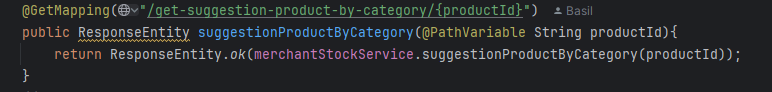 @GetMapping("/get-suggestion-product-by-category/{productId}") Basil
public ResponseEntity suggestionProductByCategory(@PathVariable String productId){
return ResponseEntity.ok(merchantStockService.suggestionProductByCategory(productId));
}